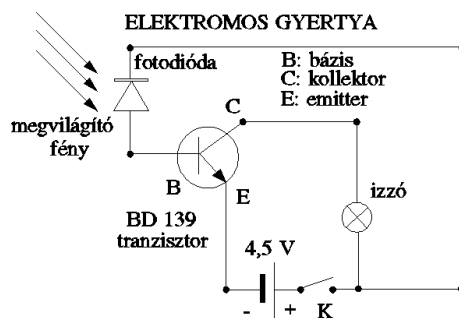 ELEKTROMOS GYERTYA
fotodióda
B: bázis
C: kollektor
E: emitter
megvilágító
fény
C
B
E
izzó
BD 139
tranzisztor
4,5 V
- +
K